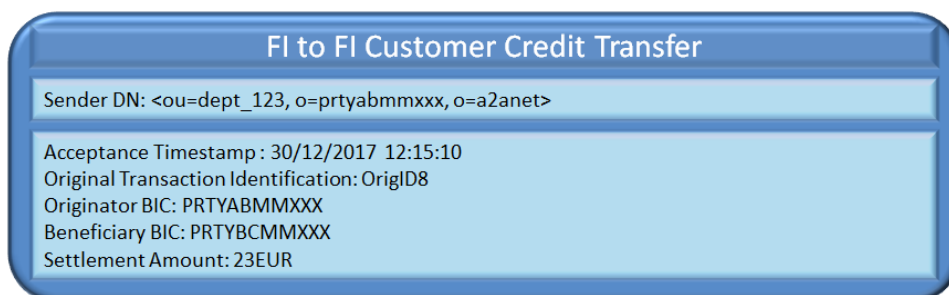 FI to FI Customer Credit Transfer
Sender DN: <ou=dept_123, o=prtyabmmxxx, o=a2anet>
Acceptance Timestamp : 30/12/2017 12:15:10
Original Transaction Identification: OrigID8
Originator BIC: PRTYABMMXXX
Beneficiary BIC: PRTYBCMMXXX
Settlement Amount: 23EUR